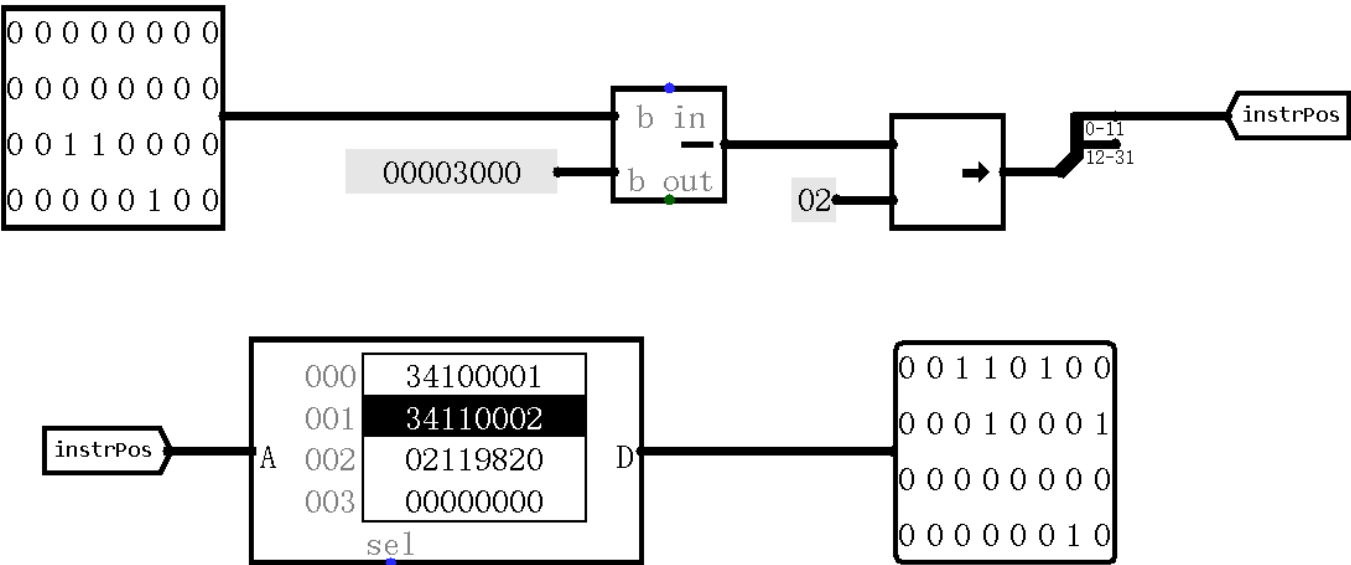 0 0 0 0 0 0 0 0
0 0 0 0 0 0 0 0
0 0 1 1 0 0 0 0
0 0 0 0 0 1 0 0
00003000
b in
b out
02
0-11
12-31
instrPos
instrPos
A
000 34100001
001 34110002
002 02119820
003 00000000
D
sel
0 0 1 1 0 1 0 0
0 0 0 1 0 0 0 1
0 0 0 0 0 0 0 0
0 0 0 0 0 0 1 0